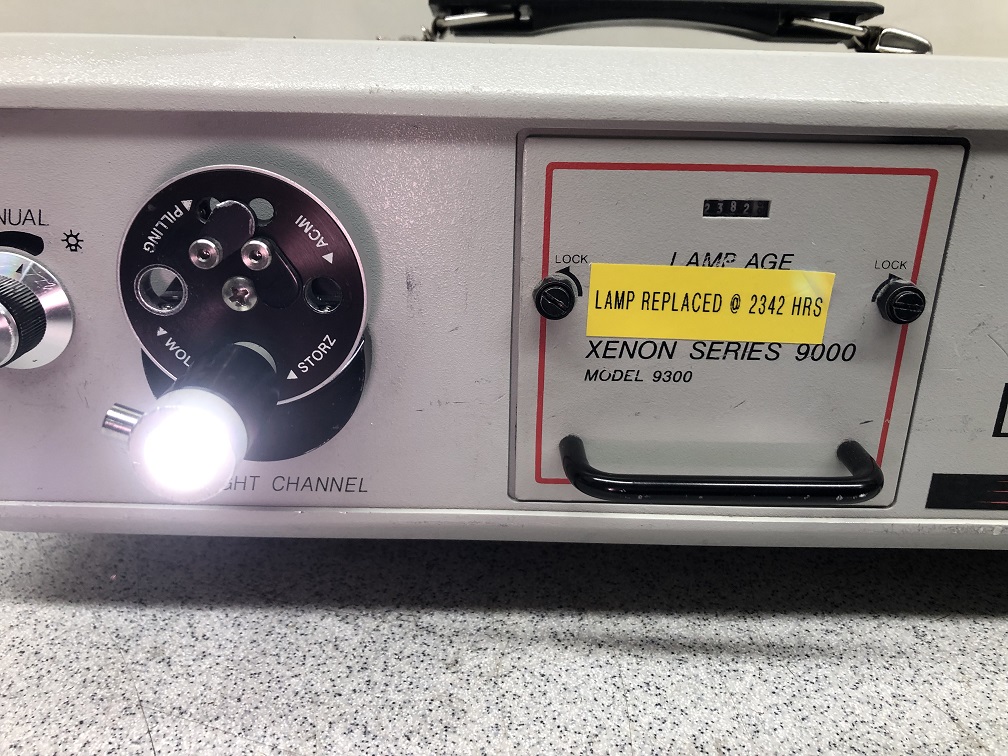 NUAL
PILLING
ACMI
WOL
STORZ
GHT CHANNEL
2382
LAMP AGE
LOCK
LOCK
LAMP REPLACED @ 2342 HRS
XENON SERIES 9000
MODEL 9300